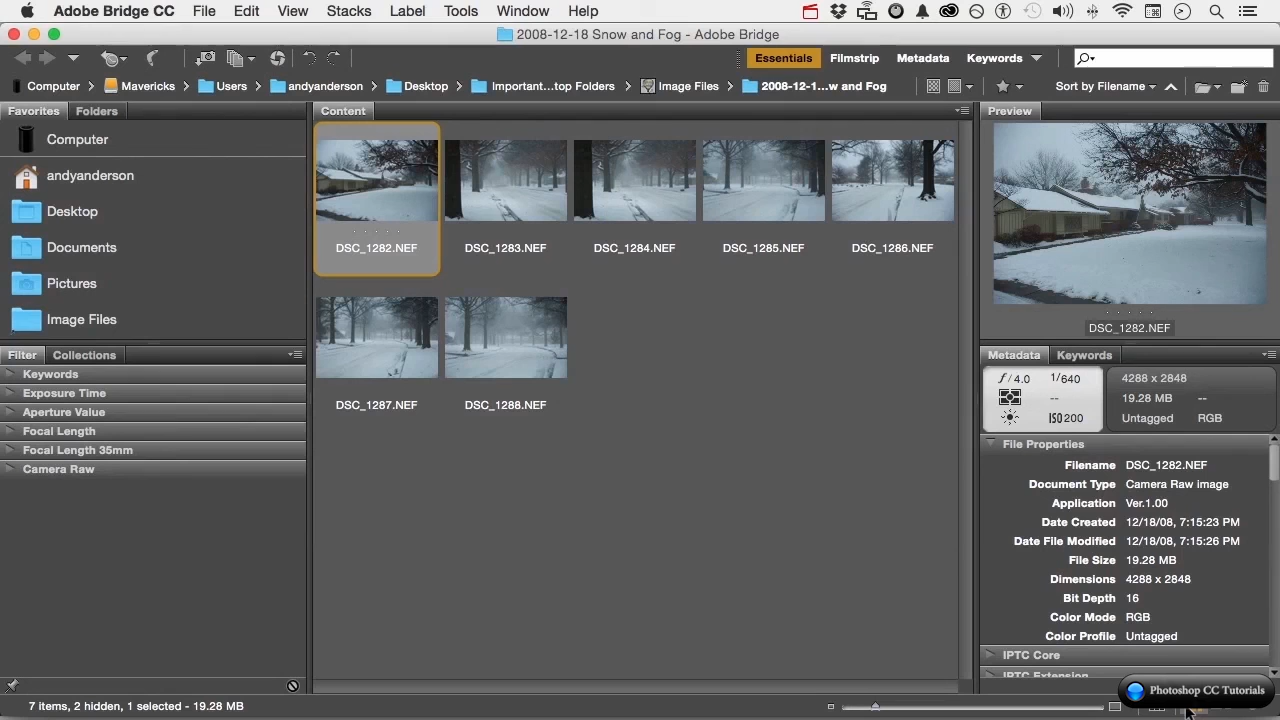 Adobe Bridge CC File Edit View Stacks Label Tools Window Help
2008-12-18 Snow and Fog - Adobe Bridge
Essentials Filmstrip Metadata Keywords
Computer Mavericks Users andyanderson Desktop Important...top Folders Image Files 2008-12-1...w and Fog Sort by Filename
Favorites Folders
Computer
andyanderson
Desktop
Documents
Pictures
Image Files
Filter Collections
Keywords
Exposure Time
Aperture Value
Focal Length
Focal Length 35mm
Camera Raw
Content
DSC_1282.NEF DSC_1283.NEF DSC_1284.NEF DSC_1285.NEF DSC_1286.NEF
DSC_1287.NEF DSC_1288.NEF
Preview
DSC_1282.NEF
Metadata Keywords
f/4.0 1/640 4288 x 2848
-- 19.28 MB --
ISO200 Untagged RGB
File Properties
Filename DSC_1282.NEF
Document Type Camera Raw image
Application Ver.1.00
Date Created 12/18/08, 7:15:23 PM
Date File Modified 12/18/08, 7:15:26 PM
File Size 19.28 MB
Dimensions 4288 x 2848
Bit Depth 16
Color Mode RGB
Color Profile Untagged
IPTC Core
IPTC Extension
Photoshop CC Tutorials
7 items, 2 hidden, 1 selected - 19.28 MB